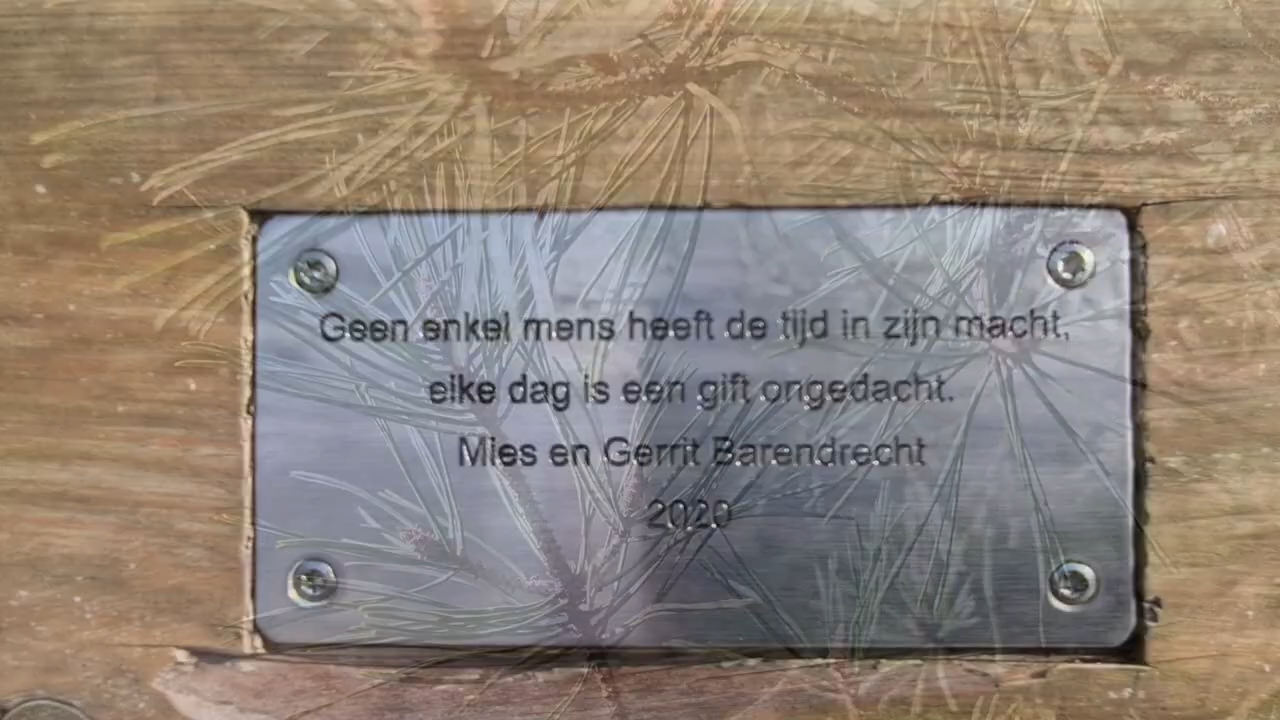 Geen enkel mens heeft de tijd in zijn macht,
elke dag is een gift ongedacht.
Mies en Gerrit Barendrecht
2020